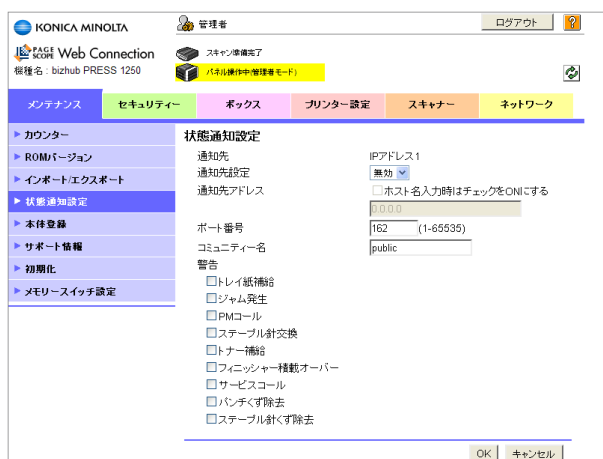 KONICA MINOLTA
管理者
ログアウト
?
PAGE SCOPE Web Connection
スキャン準備完了
機種名 : bizhub PRESS 1250
パネル操作中(管理者モード)
メンテナンス セキュリティー ボックス プリンター設定 スキャナー ネットワーク
カウンター
ROMバージョン
インポート/エクスポート
状態通知設定
本体登録
サポート情報
初期化
メモリースイッチ設定
状態通知設定
通知先 IPアドレス1
通知先設定 無効
通知先アドレス ホスト名入力時はチェックをONにする
0.0.0.0
ポート番号 162 (1-65535)
コミュニティー名 public
警告
トレイ紙補給
ジャム発生
PMコール
ステープル針交換
トナー補給
フィニッシャー積載オーバー
サービスコール
パンチくず除去
ステープル針くず除去
OK キャンセル